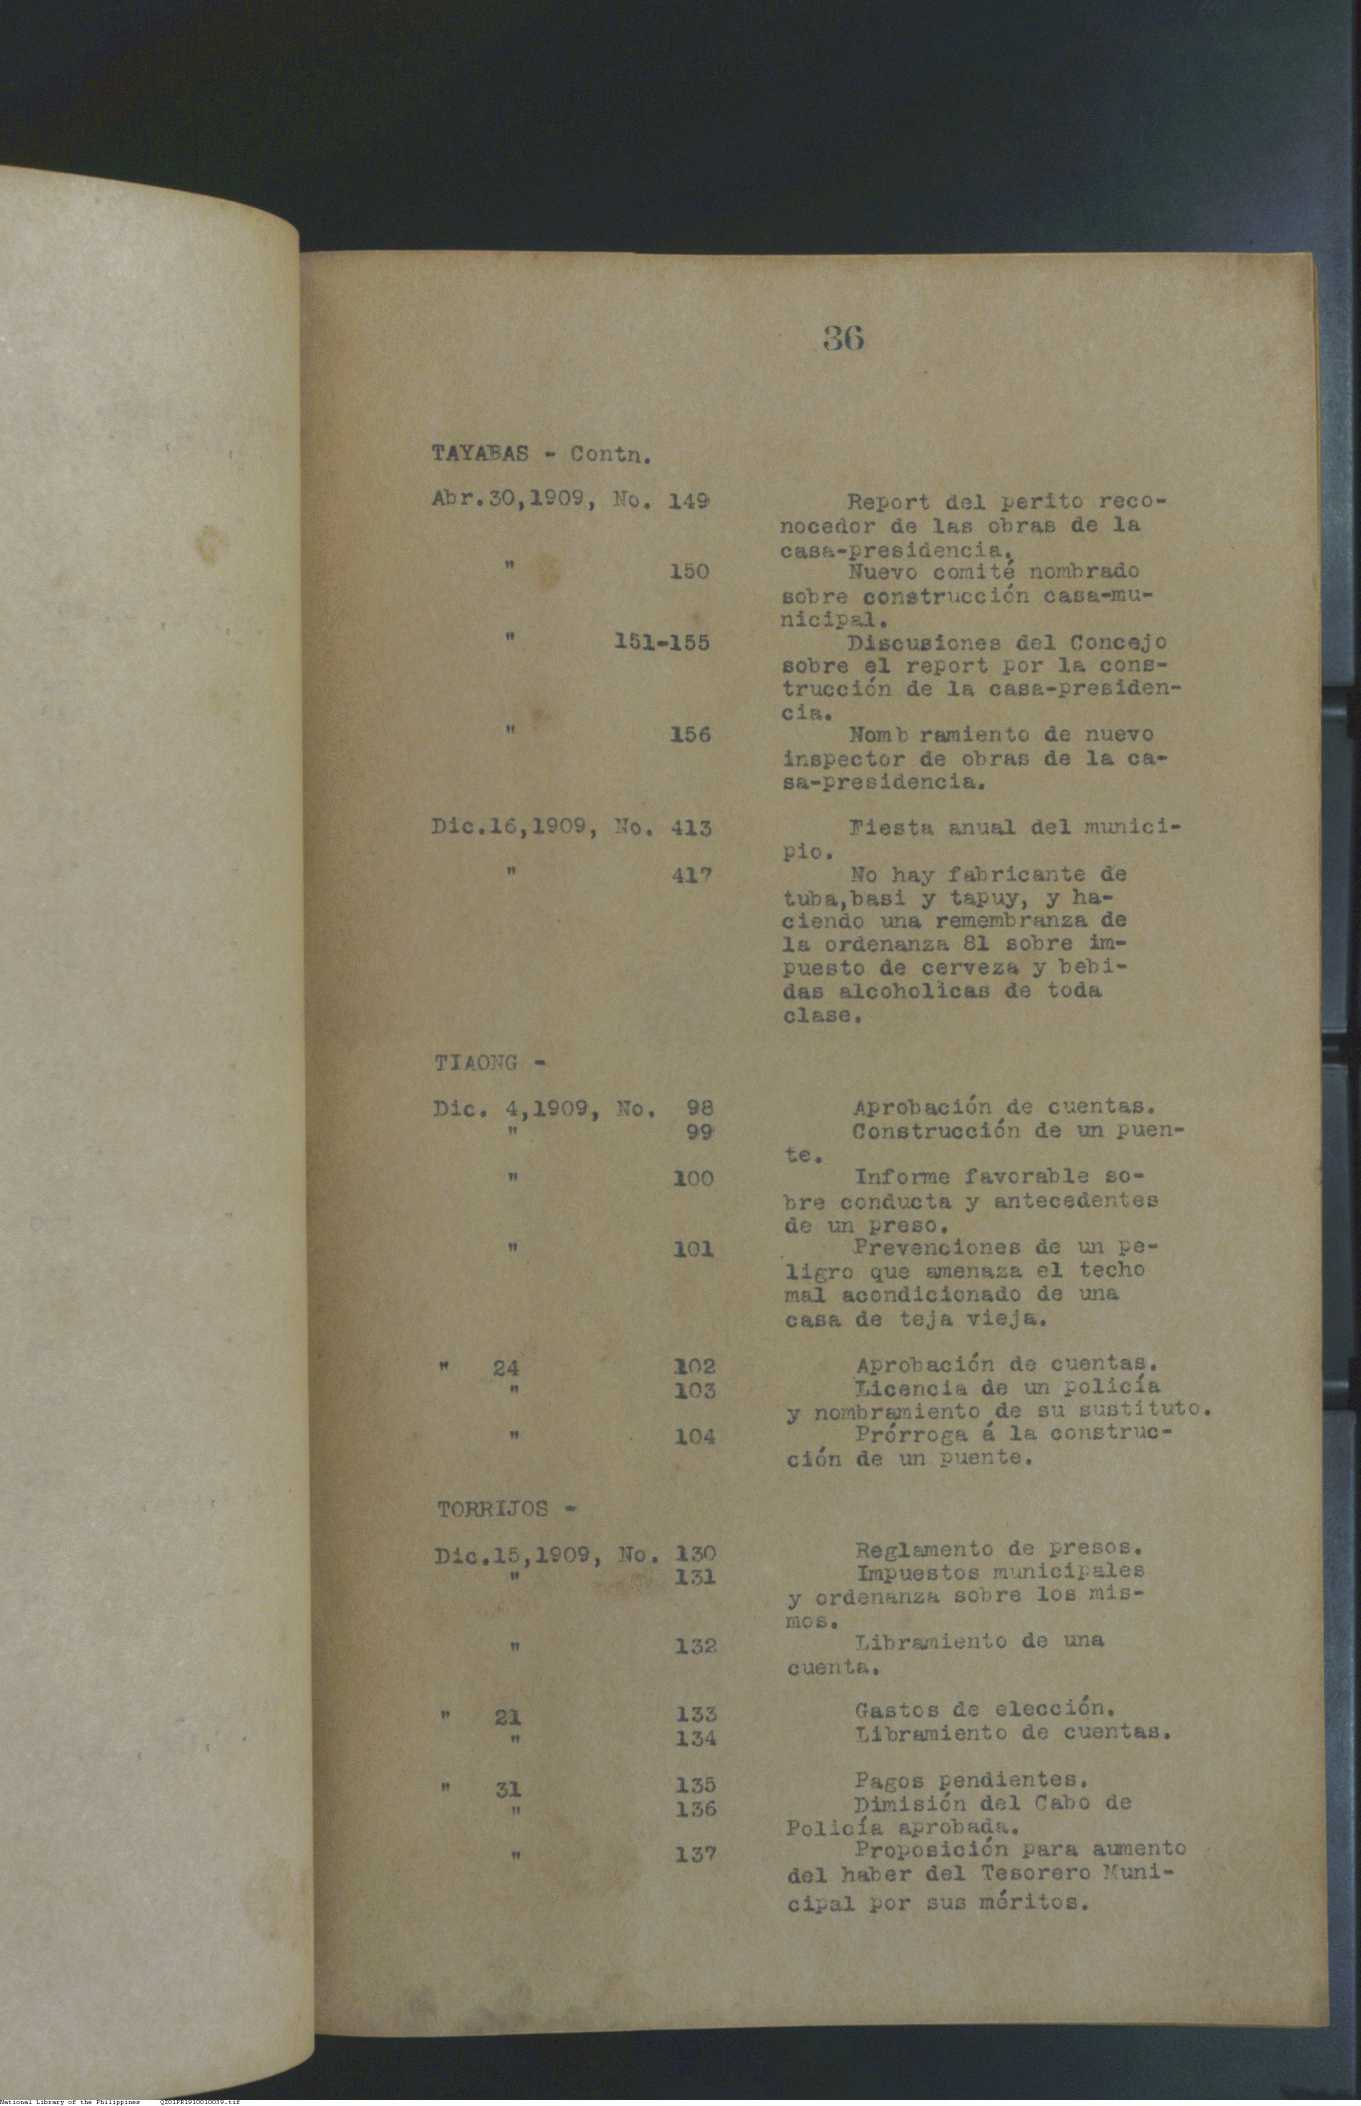 36
TAYABAS - Contn.
Abr.30,1909, No. 149 Report del perito reco-
nocedor de las obras de la
casa-presidencia.
" 150 Nuevo comité nombrado
sobre construcción casa-mu-
nicipal.
" 151-155 Discusiones del Concejo
sobre el report por la cons-
trucción de la casa-presiden-
cia.
" 156 Nomb ramiento de nuevo
inspector de obras de la ca-
sa-presidencia.
Dic.16,1909, No. 413 Fiesta anual del munici-
pio.
" 417 No hay fabricante de
tuba,basi y tapuy, y ha-
ciendo una remembranza de
la ordenanza 81 sobre im-
puesto de cerveza y bebi-
das alcoholicas de toda
clase.
TIAONG -
Dic. 4,1909, No. 98 Aprobación de cuentas.
" 99 Construcción de un puen-
te.
" 100 Informe favorable so-
bre conducta y antecedentes
de un preso.
" 101 Prevenciones de un pe-
ligro que amenaza el techo
mal acondicionado de una
casa de teja vieja.
" 24 102 Aprobación de cuentas.
" 103 Licencia de un policía
y nombramiento de su sustituto.
" 104 Prórroga á la construc-
ción de un puente.
TORRIJOS -
Dic.15,1909, No. 130 Reglamento de presos.
" 131 Impuestos municipales
y ordenanza sobre los mis-
mos.
" 132 Libramiento de una
cuenta.
" 21 133 Gastos de elección.
" 134 Libramiento de cuentas.
" 31 135 Pagos pendientes.
" 136 Dimisión del Cabo de
Policía aprobada.
" 137 Proposición para aumento
del haber del Tesorero Muni-
cipal por sus méritos.
National Library of the Philippines QZ01PR1910010039.tif